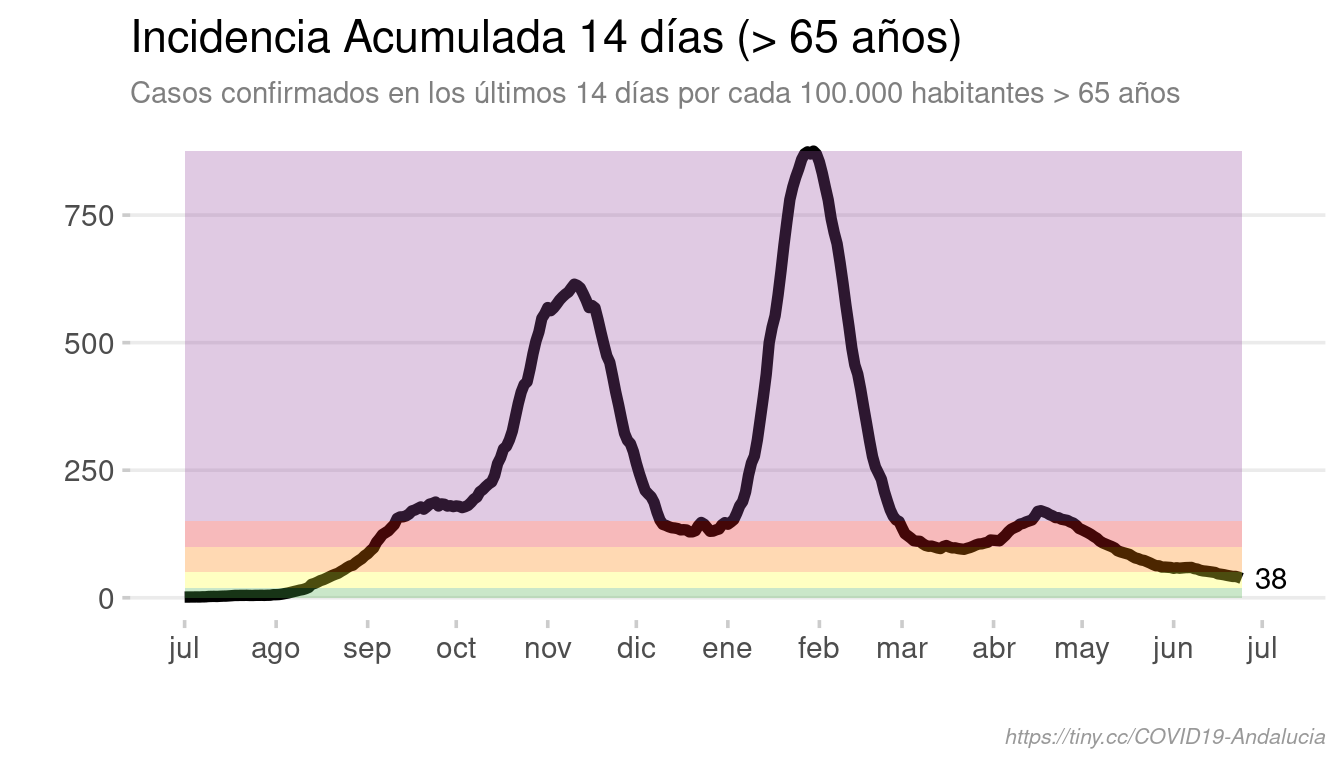 Incidencia Acumulada 14 días (> 65 años)
Casos confirmados en los últimos 14 días por cada 100.000 habitantes > 65 años
750
500
250
0
38
jul ago sep oct nov dic ene feb mar abr may jun jul
https://tiny.cc/COVID19-Andalucia